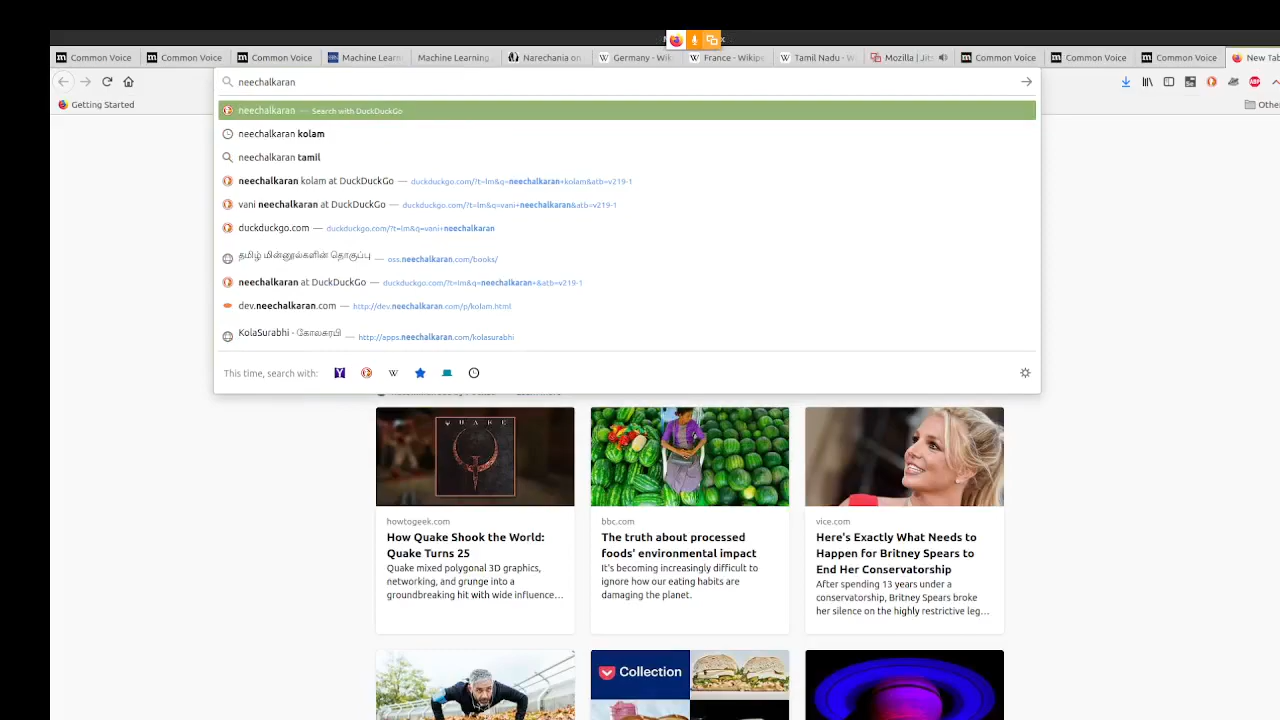 Common Voice
Common Voice
Common Voice
Machine Learn
Machine Learning
Narechania on
Germany - Wik
France - Wikip
Tamil Nadu - W
Mozilla | Jits
Common Voice
Common Voice
Common Voice
New Tab
neechalkaran
Getting Started
Other
neechalkaran — Search with DuckDuckGo
neechalkaran kolam
neechalkaran tamil
neechalkaran kolam at DuckDuckGo — duckduckgo.com/?t=lm&q=neechalkaran+kolam&atb=v219-1
vani neechalkaran at DuckDuckGo — duckduckgo.com/?t=lm&q=vani+neechalkaran&atb=v219-1
duckduckgo.com — duckduckgo.com/?t=lm&q=vani+neechalkaran
தமிழ் மின்னூல்களின் தொகுப்பு — oss.neechalkaran.com/books/
neechalkaran at DuckDuckGo — duckduckgo.com/?t=lm&q=neechalkaran+&atb=v219-1
dev.neechalkaran.com — http://dev.neechalkaran.com/p/kolam.html
KolaSurabhi - கோலசுரபி — http://apps.neechalkaran.com/kolasurabhi
This time, search with:
QUAKE
howtogeek.com
How Quake Shook the World:
Quake Turns 25
Quake mixed polygonal 3D graphics,
networking, and grunge into a
groundbreaking hit with wide influence…
bbc.com
The truth about processed
foods' environmental impact
It's becoming increasingly difficult to
ignore how our eating habits are
damaging the planet.
vice.com
Here's Exactly What Needs to
Happen for Britney Spears to
End Her Conservatorship
After spending 13 years under a
conservatorship, Britney Spears broke
her silence on the highly restrictive leg…
Collection